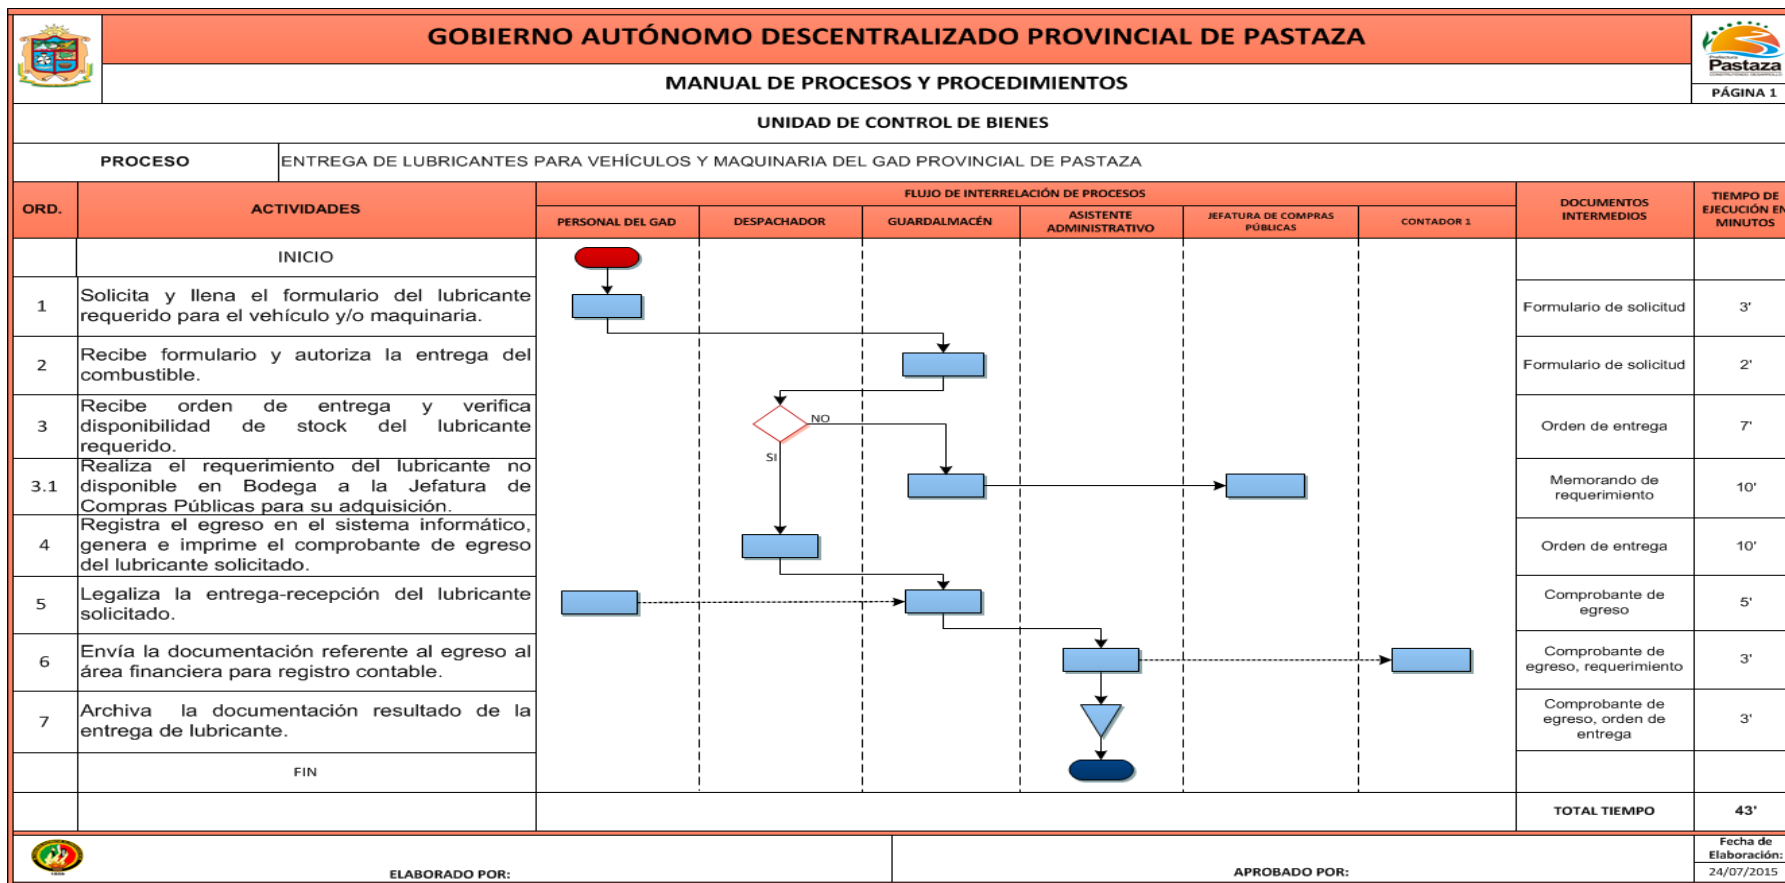 GOBIERNO AUTÓNOMO DESCENTRALIZADO PROVINCIAL DE PASTAZA
MANUAL DE PROCESOS Y PROCEDIMIENTOS
Pastaza
PÁGINA 1
UNIDAD DE CONTROL DE BIENES
PROCESO
ENTREGA DE LUBRICANTES PARA VEHÍCULOS Y MAQUINARIA DEL GAD PROVINCIAL DE PASTAZA
ORD.
ACTIVIDADES
FLUJO DE INTERRELACIÓN DE PROCESOS
PERSONAL DEL GAD
DESPACHADOR
GUARDALMACÉN
ASISTENTE
ADMINISTRATIVO
JEFATURA DE COMPRAS
PÚBLICAS
CONTADOR 1
DOCUMENTOS
INTERMEDIOS
TIEMPO DE
EJECUCIÓN EN
MINUTOS
INICIO
1
Solicita y llena el formulario del lubricante
requerido para el vehículo y/o maquinaria.
Formulario de solicitud
3'
2
Recibe formulario y autoriza la entrega del
combustible.
Formulario de solicitud
2'
3
Recibe orden de entrega y verifica
disponibilidad de stock del lubricante
requerido.
NO
SI
Orden de entrega
7'
3.1
Realiza el requerimiento del lubricante no
disponible en Bodega a la Jefatura de
Compras Públicas para su adquisición.
Memorando de
requerimiento
10'
4
Registra el egreso en el sistema informático,
genera e imprime el comprobante de egreso
del lubricante solicitado.
Orden de entrega
10'
5
Legaliza la entrega-recepción del lubricante
solicitado.
Comprobante de
egreso
5'
6
Envía la documentación referente al egreso al
área financiera para registro contable.
Comprobante de
egreso, requerimiento
3'
7
Archiva la documentación resultado de la
entrega de lubricante.
Comprobante de
egreso, orden de
entrega
3'
FIN
TOTAL TIEMPO
43'
ELABORADO POR:
APROBADO POR:
Fecha de
Elaboración:
24/07/2015